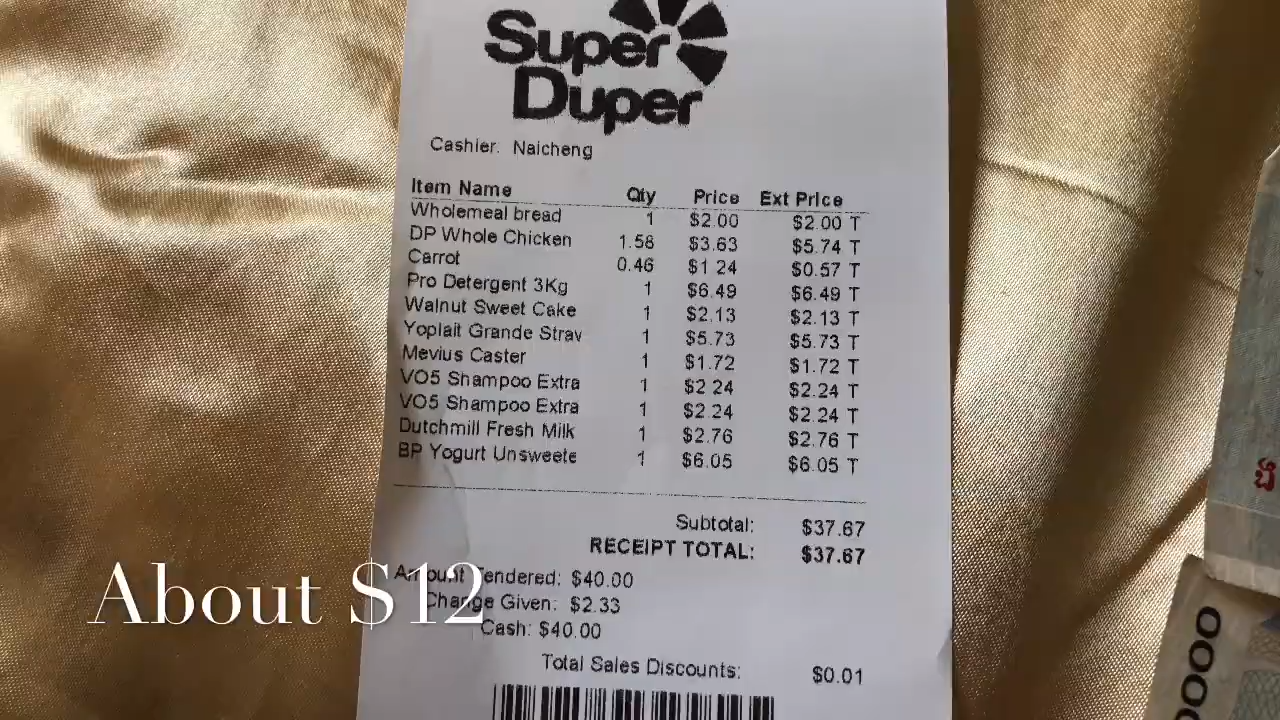 Super
Duper
Cashier: Naicheng
Item Name Qty Price Ext Price
Wholemeal bread 1 $2.00 $2.00 T
DP Whole Chicken 1.58 $3.63 $5.74 T
Carrot 0.46 $1 24 $0.57 T
Pro Detergent 3Kg 1 $6.49 $6.49 T
Walnut Sweet Cake 1 $2.13 $2.13 T
Yoplait Grande Straw 1 $5.73 $5.73 T
Mevius Caster 1 $1.72 $1.72 T
VO5 Shampoo Extra 1 $2 24 $2.24 T
VO5 Shampoo Extra 1 $2.24 $2.24 T
Dutchmill Fresh Milk 1 $2.76 $2.76 T
BP Yogurt Unsweete 1 $6.05 $6.05 T
Subtotal: $37.67
RECEIPT TOTAL: $37.67
Amount Tendered: $40.00
Change Given: $2.33
Cash: $40.00
Total Sales Discounts: $0.01
About $12